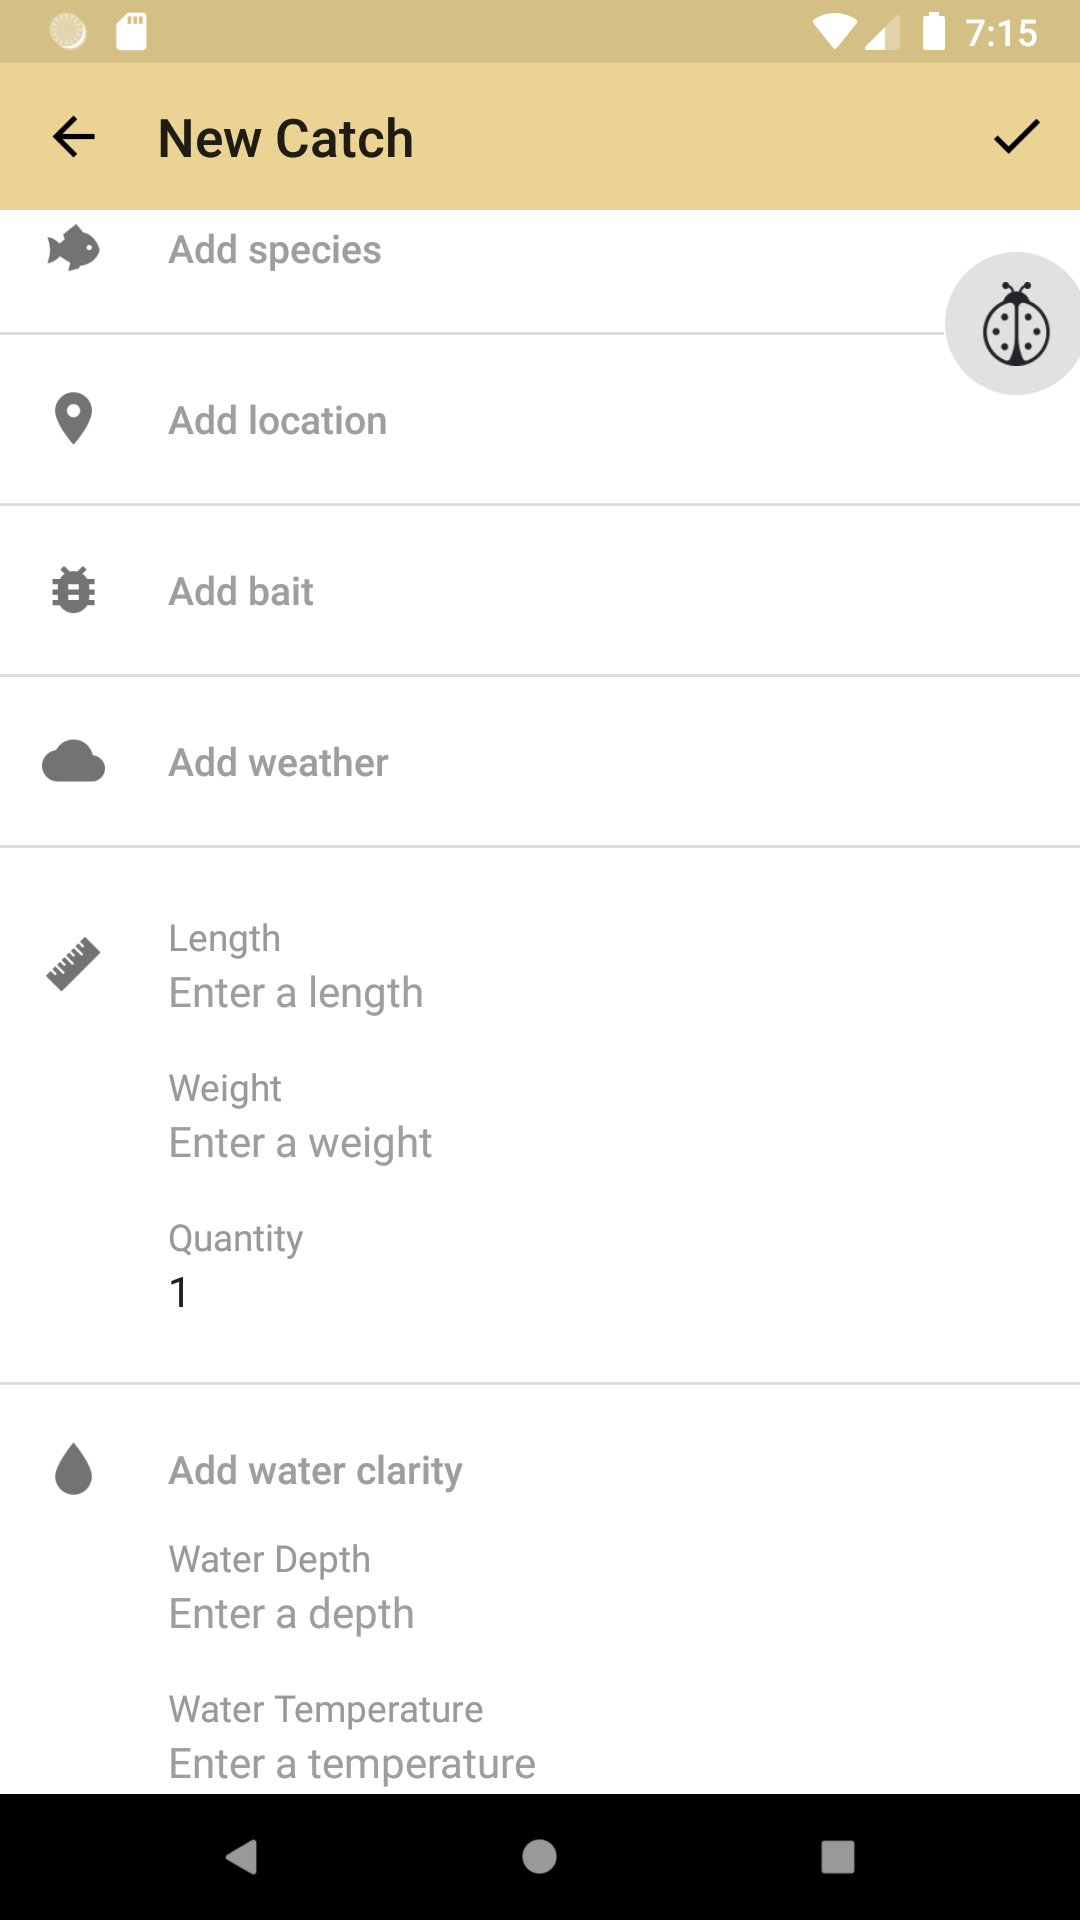 7:15
New Catch
Add species
Add location
Add bait
Add weather
Length
Enter a length
Weight
Enter a weight
Quantity
1
Add water clarity
Water Depth
Enter a depth
Water Temperature
Enter a temperature